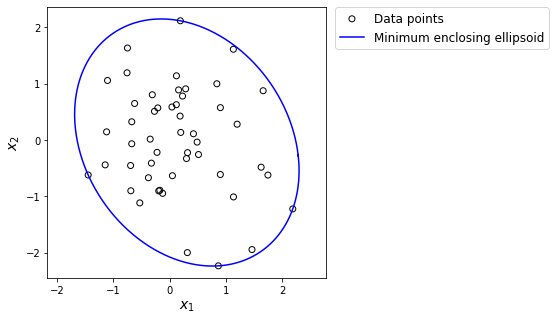 Data points
Minimum enclosing ellipsoid
2
1
0
−1
−2
x₂
−2
−1
0
1
2
x₁